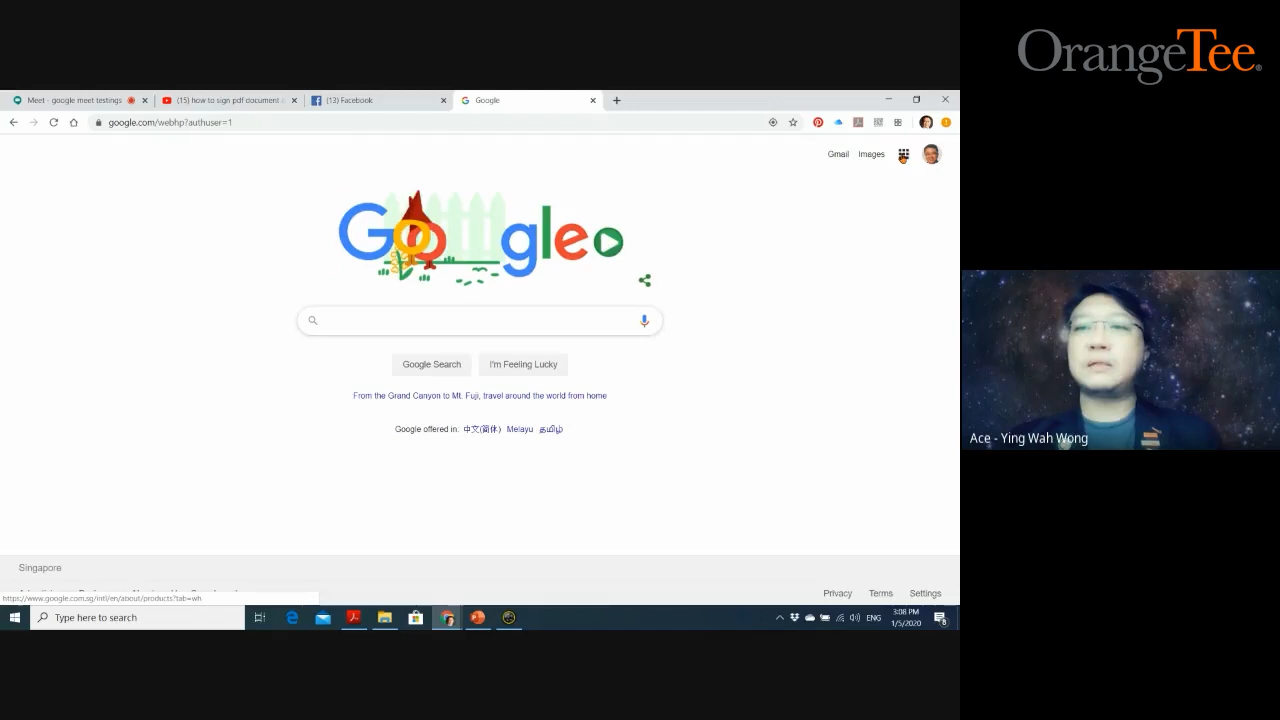 OrangeTee
Meet - google meet testings
(15) how to sign pdf document o
(13) Facebook
Google
google.com/webhp?authuser=1
Gmail
Images
Google
Google Search
I'm Feeling Lucky
From the Grand Canyon to Mt. Fuji, travel around the world from home
Google offered in: 中文(简体) Melayu தமிழ்
Ace - Ying Wah Wong
Singapore
https://www.google.com.sg/intl/en/about/products?tab=wh
Privacy
Terms
Settings
Type here to search
ENG
3:08 PM
1/5/2020